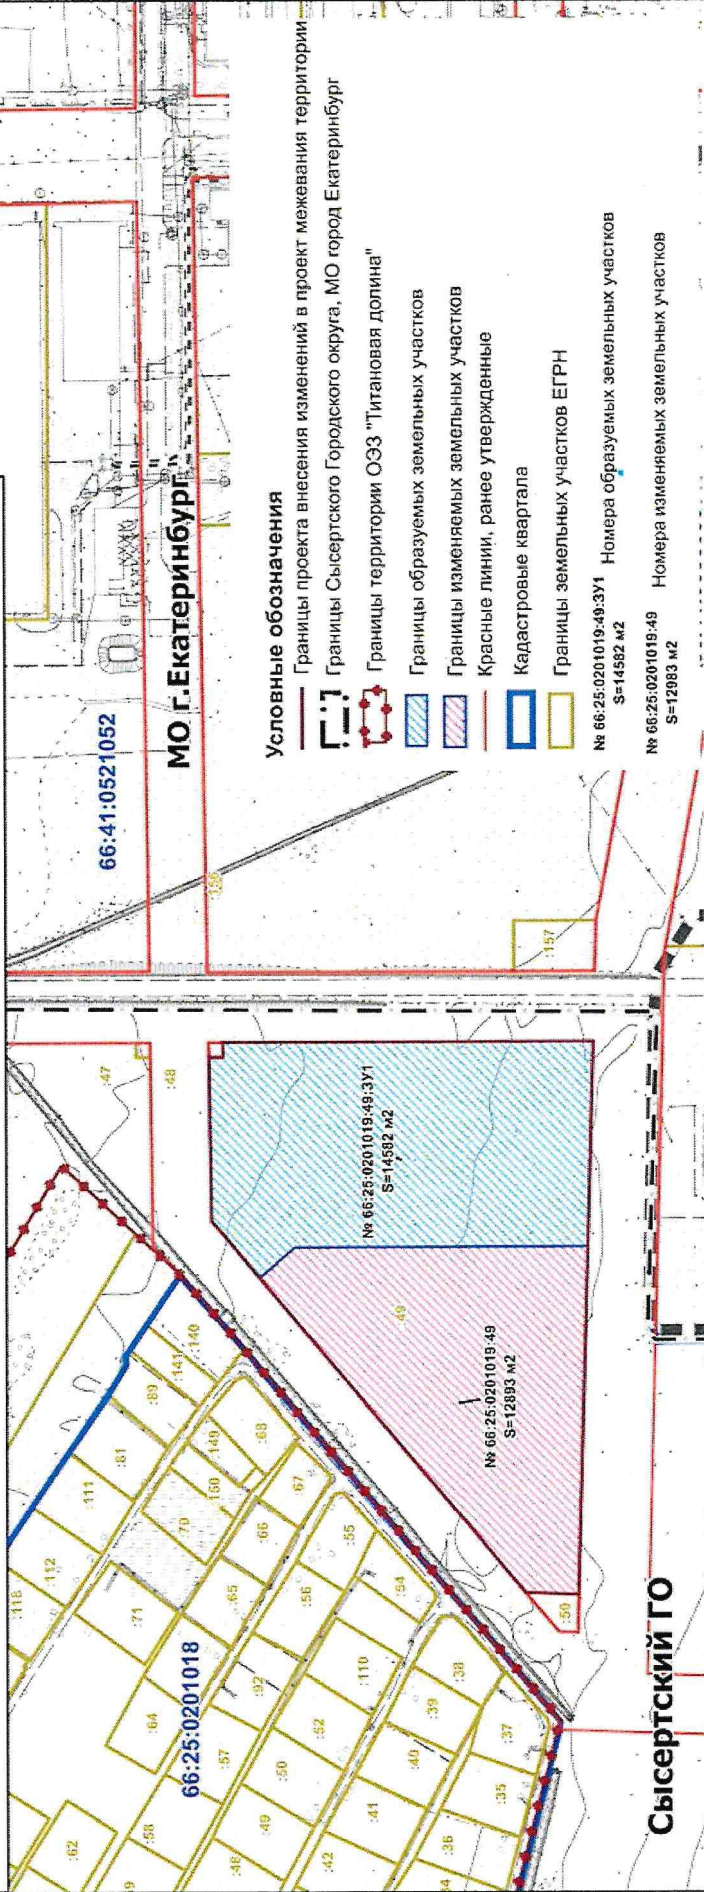 66:41:0521052
МО г.Екатеринбург
:156
:157
:47
:48
№ 66:25:0201019:49:ЗУ1
S=14582 м2
:49
№ 66:25:0201019:49
S=12893 м2
:50
66:25:0201018
:118
:112
:111
:81
:89
:141
:140
:149
:150
:70
:68
:67
:66
:65
:71
:64
:92
:56
:55
:54
:110
:52
:50
:57
:58
:62
:49
:48
:42
:41
:40
:39
:38
:37
:35
:36
Сысертский ГО
Условные обозначения
Границы проекта внесения изменений в проект межевания территории
Границы Сысертского Городского округа, МО город Екатеринбург
Границы территории ОЭЗ "Титановая долина"
Границы образуемых земельных участков
Границы изменяемых земельных участков
Красные линии, ранее утвержденные
Кадастровые квартала
Границы земельных участков ЕГРН
№ 66:25:0201019:49:ЗУ1 Номера образуемых земельных участков
S=14582 м2
№ 66:25:0201019:49 Номера изменяемых земельных участков
S=12983 м2